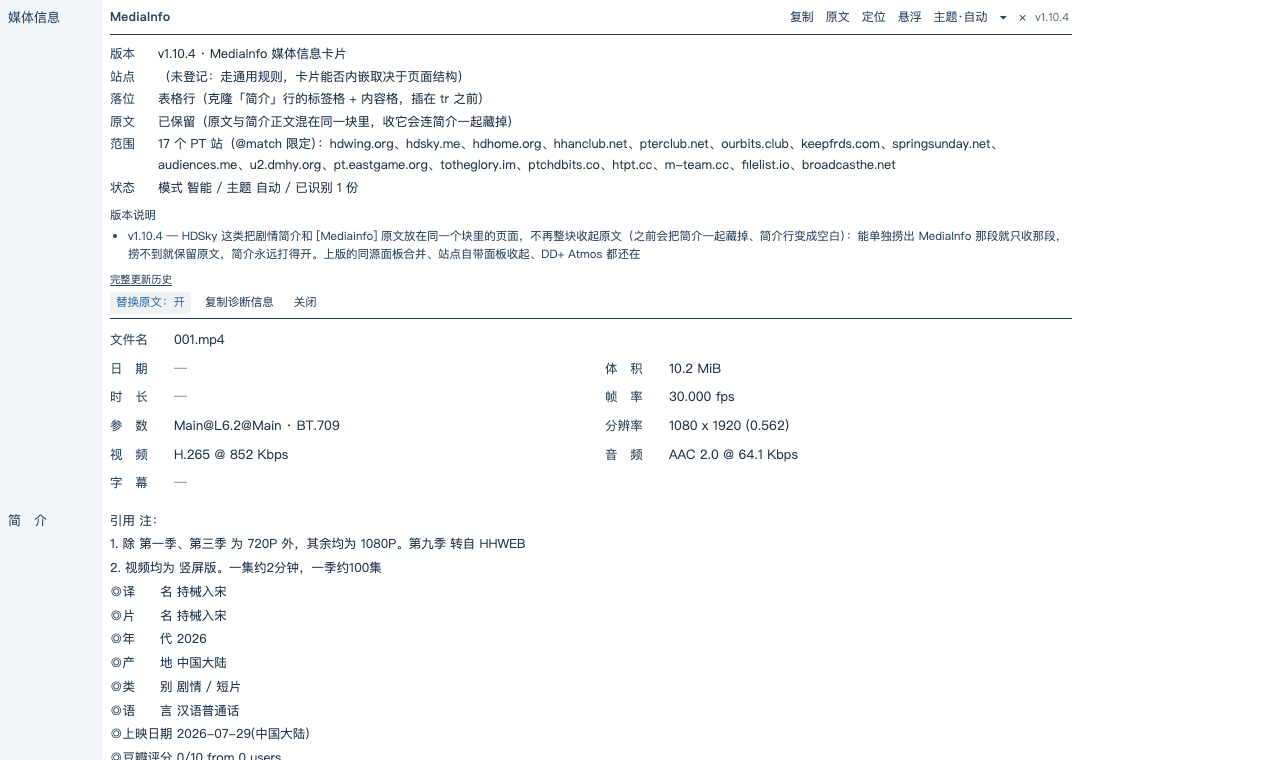 媒体信息
MediaInfo 复制 原文 定位 悬浮 主题·自动 × v1.10.4
版本 v1.10.4 · MediaInfo 媒体信息卡片
站点 （未登记：走通用规则，卡片能否内嵌取决于页面结构）
落位 表格行（克隆「简介」行的标签格 + 内容格，插在 tr 之前）
原文 已保留（原文与简介正文混在同一块里，收它会连简介一起藏掉）
范围 17 个 PT 站（@match 限定）：hdwing.org、hdsky.me、hdhome.org、hhanclub.net、pterclub.net、ourbits.club、keepfrds.com、springsunday.net、
audiences.me、u2.dmhy.org、pt.eastgame.org、totheglory.im、ptchdbits.co、htpt.cc、m-team.cc、filelist.io、broadcasthe.net
状态 模式 智能 / 主题 自动 / 已识别 1 份
版本说明
• v1.10.4 — HDSky 这类把剧情简介和 [Mediainfo] 原文放在同一个块里的页面，不再整块收起原文（之前会把简介一起藏掉、简介行变成空白）：能单独捞出 MediaInfo 那段就只收那段，
捞不到就保留原文，简介永远打得开。上版的同源面板合并、站点自带面板收起、DD+ Atmos 都还在
完整更新历史
替换原文：开 复制诊断信息 关闭
文件名 001.mp4
日 期 — 体 积 10.2 MiB
时 长 — 帧 率 30.000 fps
参 数 Main@L6.2@Main · BT.709 分辨率 1080 x 1920 (0.562)
视 频 H.265 @ 852 Kbps 音 频 AAC 2.0 @ 64.1 Kbps
字 幕 —
简 介
引用 注：
1. 除 第一季、第三季 为 720P 外，其余均为 1080P。第九季 转自 HHWEB
2. 视频均为 竖屏版。一集约2分钟，一季约100集
◎译 名 持械入宋
◎片 名 持械入宋
◎年 代 2026
◎产 地 中国大陆
◎类 别 剧情 / 短片
◎语 言 汉语普通话
◎上映日期 2026-07-29(中国大陆)
◎豆瓣评分 0/10 from 0 users